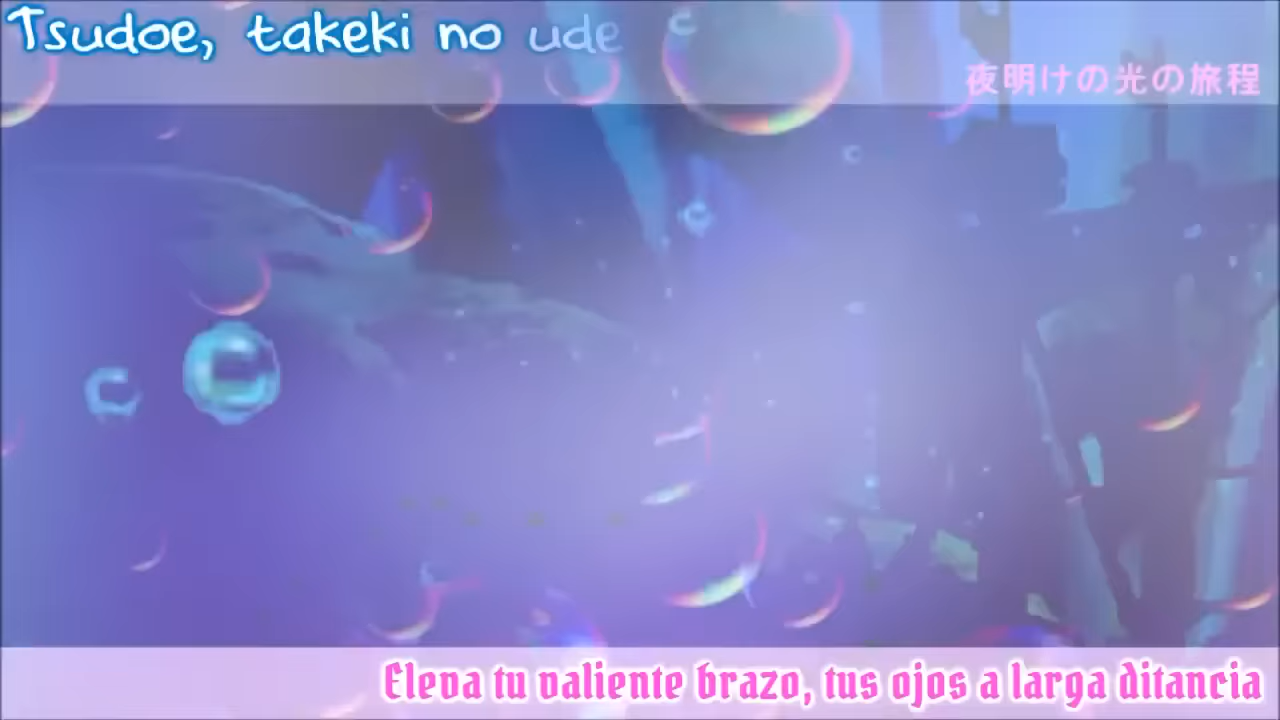 Tsudoe, takeki no ude
夜明けの光の旅程
Eleva tu valiente brazo, tus ojos a larga ditancia